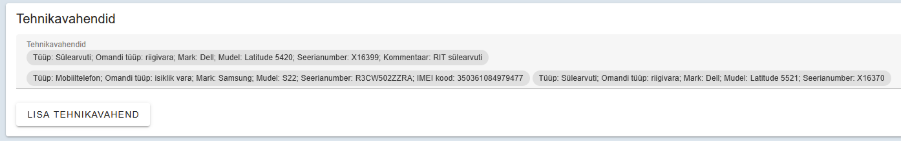 Tehnikavahendid
Tehnikavahendid
Tüüp: Sülearvuti; Omandi tüüp: riigivara; Mark: Dell; Mudel: Latitude 5420; Seerianumber: X16399; Kommentaar: RIT sülearvuti
Tüüp: Mobiiltelefon; Omandi tüüp: isiklik vara; Mark: Samsung; Mudel: S22; Seerianumber: R3CW502ZZRA; IMEI kood: 350361084979477 Tüüp: Sülearvuti; Omandi tüüp: riigivara; Mark: Dell; Mudel: Latitude 5521; Seerianumber: X16370
LISA TEHNIKAVAHEND